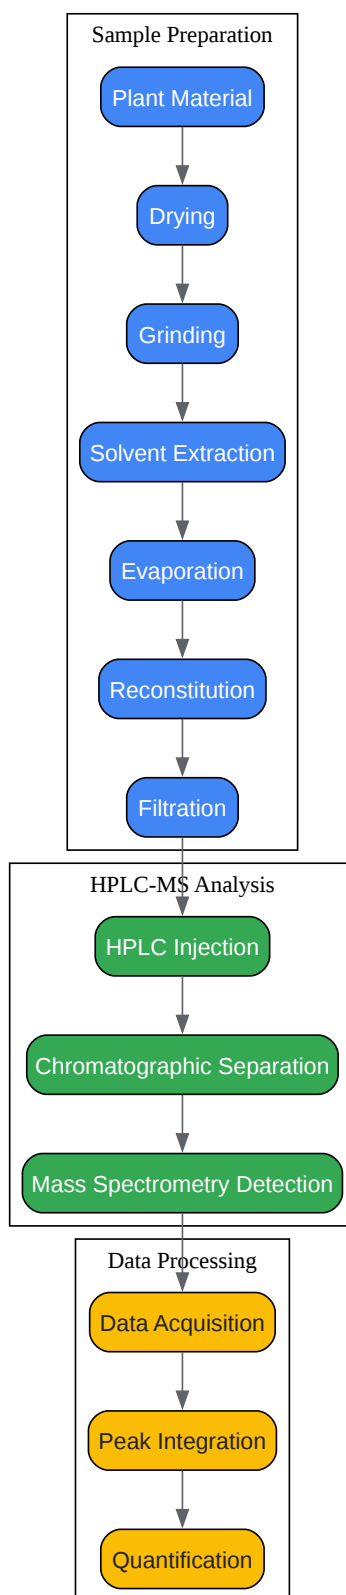 Sample Preparation
Plant Material
Drying
Grinding
Solvent Extraction
Evaporation
Reconstitution
Filtration
HPLC-MS Analysis
HPLC Injection
Chromatographic Separation
Mass Spectrometry Detection
Data Processing
Data Acquisition
Peak Integration
Quantification